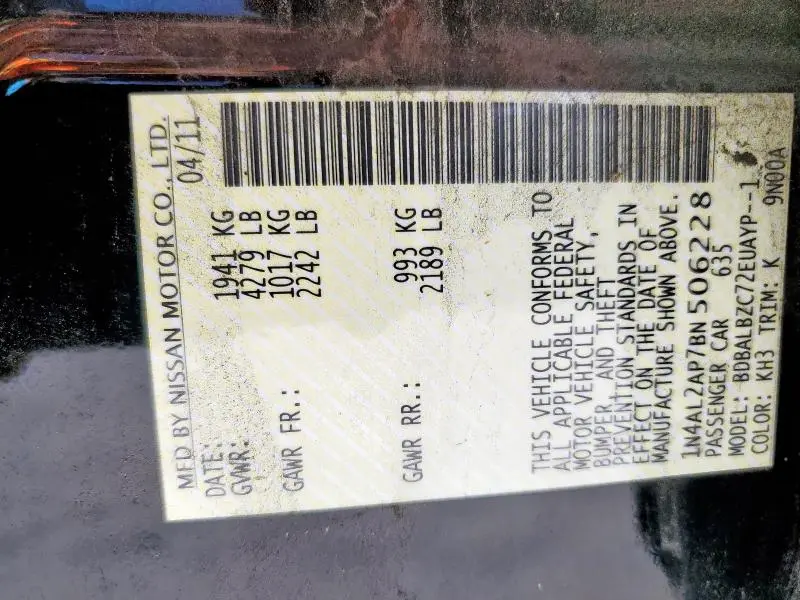 MFD BY NISSAN MOTOR CO., LTD.
DATE: 04/11
GVWR: 1941 KG
4279 LB
GAWR FR.: 1017 KG
2242 LB
GAWR RR.: 993 KG
2189 LB
THIS VEHICLE CONFORMS TO
ALL APPLICABLE FEDERAL
MOTOR VEHICLE SAFETY,
BUMPER AND THEFT
PREVENTION STANDARDS IN
EFFECT ON THE DATE OF
MANUFACTURE SHOWN ABOVE.
1N4AL2AP7BN506228
PASSENGER CAR 635
MODEL: BDBALBZC72EUAYP--1
COLOR: KH3 TRIM: K 9N00A